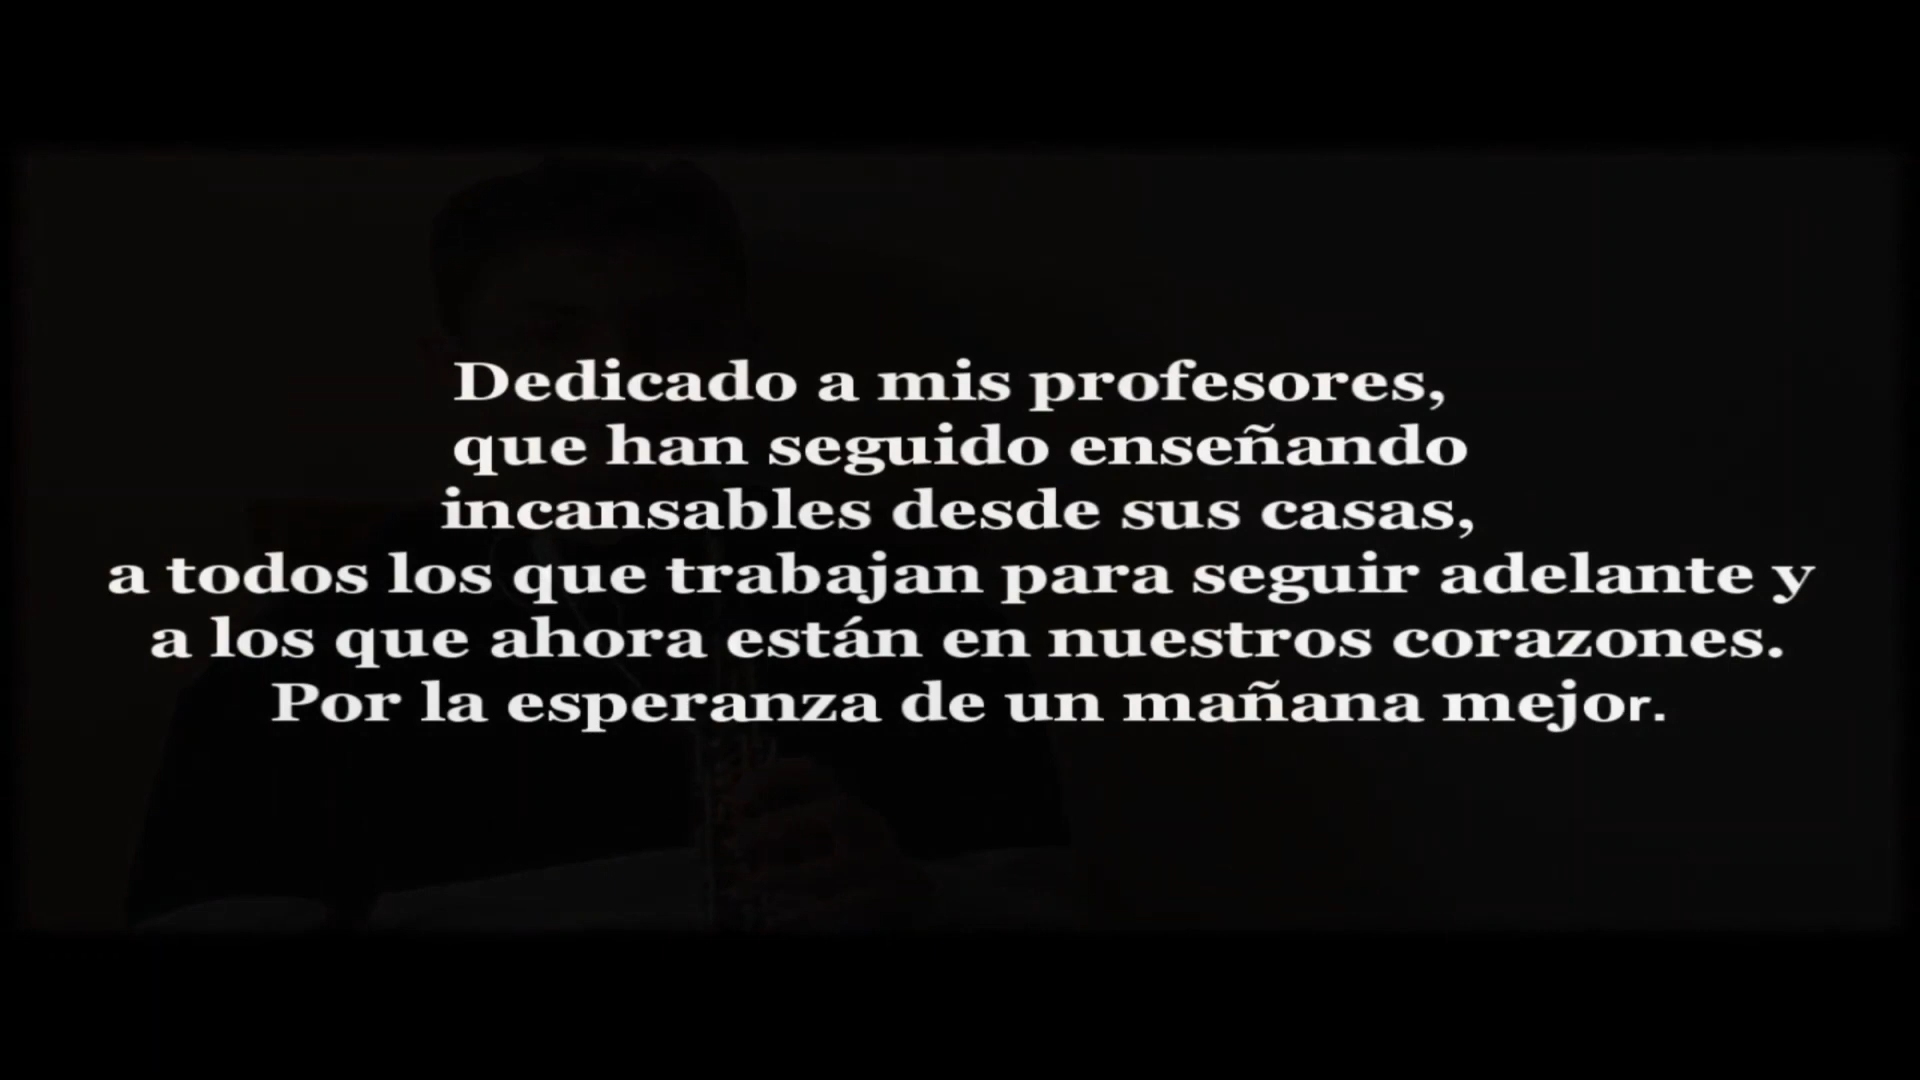 Dedicado a mis profesores,
que han seguido enseñando
incansables desde sus casas,
a todos los que trabajan para seguir adelante y
a los que ahora están en nuestros corazones.
Por la esperanza de un mañana mejor.